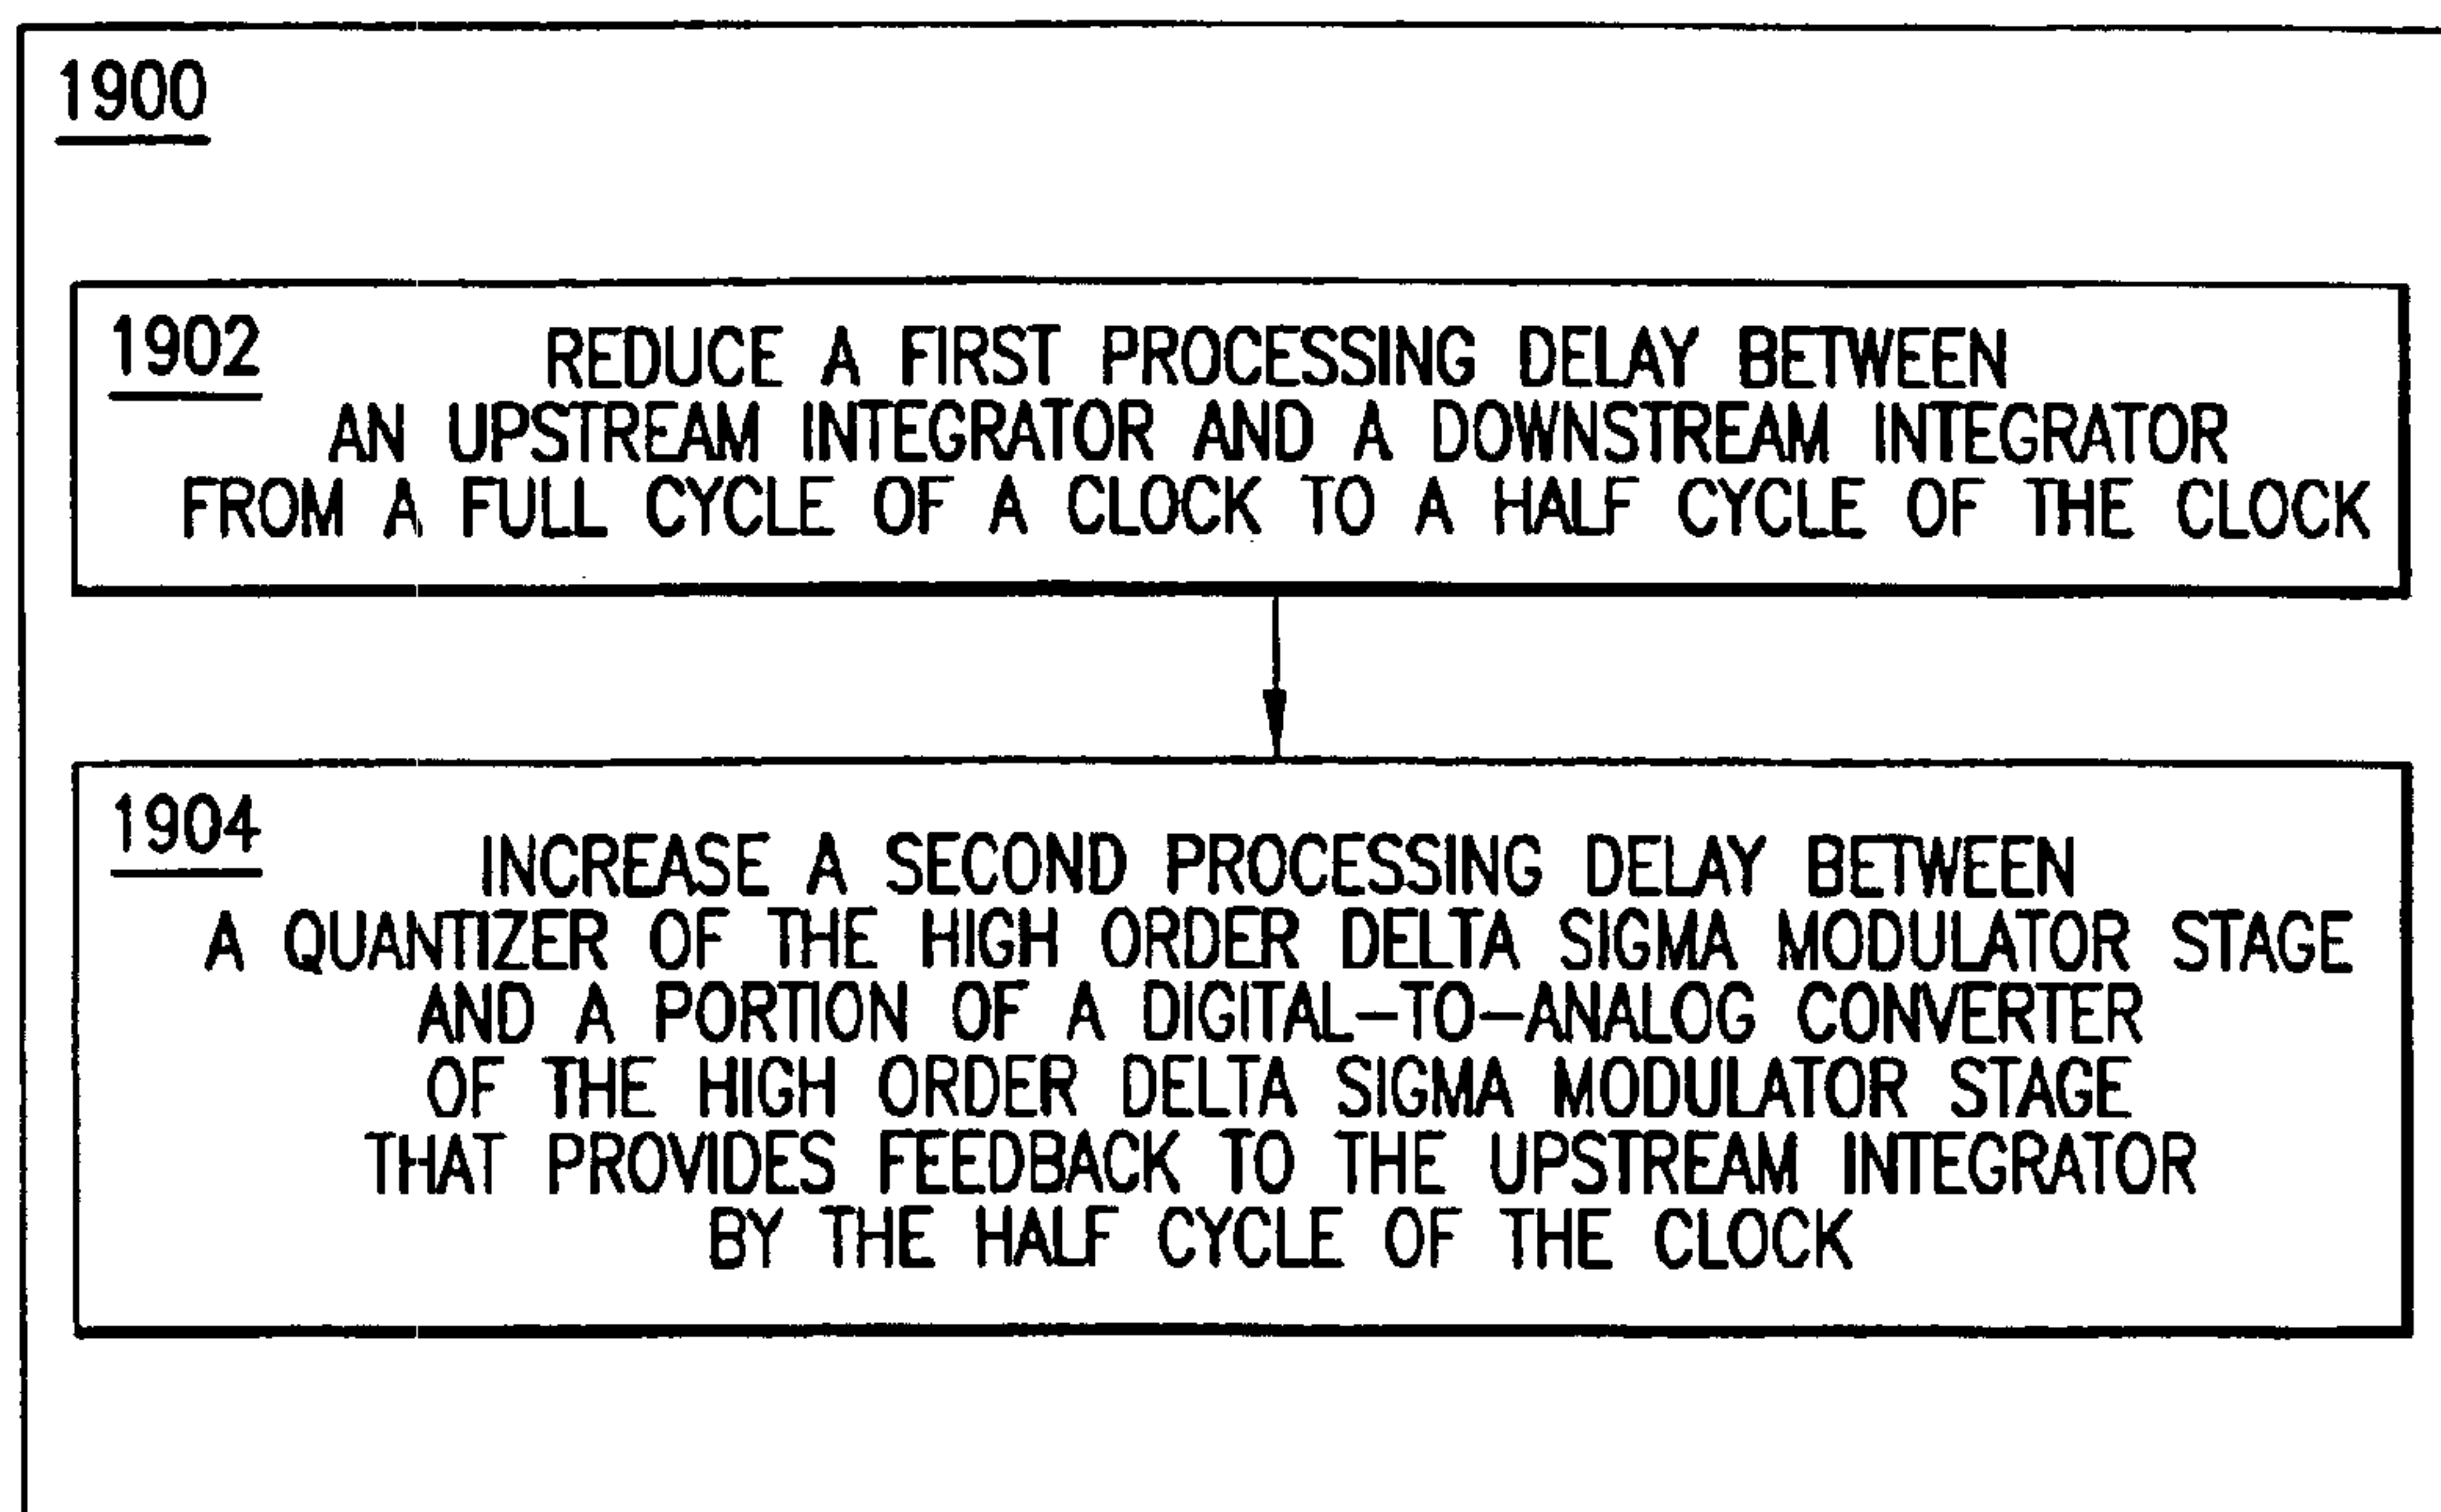 1900
1902
REDUCE A FIRST PROCESSING DELAY BETWEEN
AN UPSTREAM INTEGRATOR AND A DOWNSTREAM INTEGRATOR
FROM A FULL CYCLE OF A CLOCK TO A HALF CYCLE OF THE CLOCK
1904
INCREASE A SECOND PROCESSING DELAY BETWEEN
A QUANTIZER OF THE HIGH ORDER DELTA SIGMA MODULATOR STAGE
AND A PORTION OF A DIGITAL-TO-ANALOG CONVERTER
OF THE HIGH ORDER DELTA SIGMA MODULATOR STAGE
THAT PROVIDES FEEDBACK TO THE UPSTREAM INTEGRATOR
BY THE HALF CYCLE OF THE CLOCK